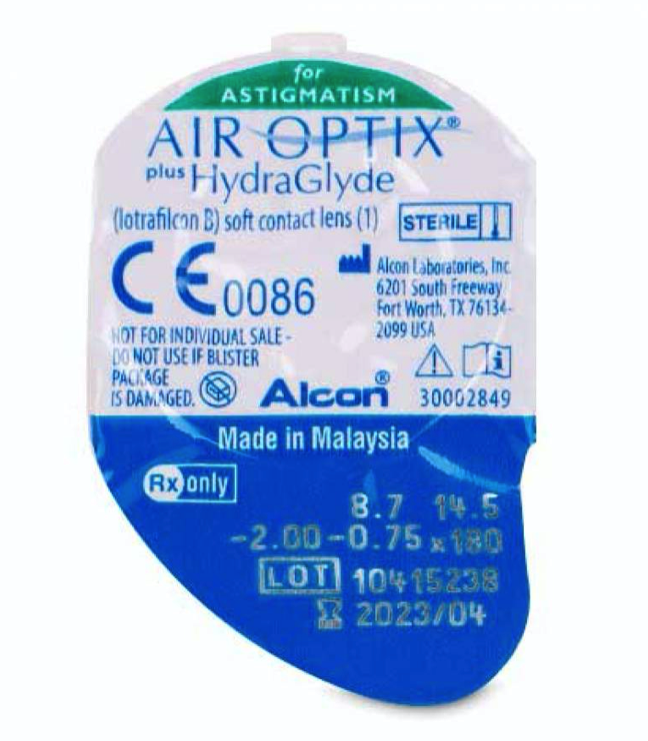 for
ASTIGMATISM
AIR OPTIX®
plus HydraGlyde
(lotrafilcon B) soft contact lens (1)
STERILE
CE 0086
Alcon Laboratories, Inc.
6201 South Freeway
Fort Worth, TX 76134-
2099 USA
NOT FOR INDIVIDUAL SALE -
DO NOT USE IF BLISTER
PACKAGE
IS DAMAGED.
Alcon®
30002849
Made in Malaysia
Rx only
8.7 14.5
-2.00 -0.75 x180
LOT 10415238
2023/04